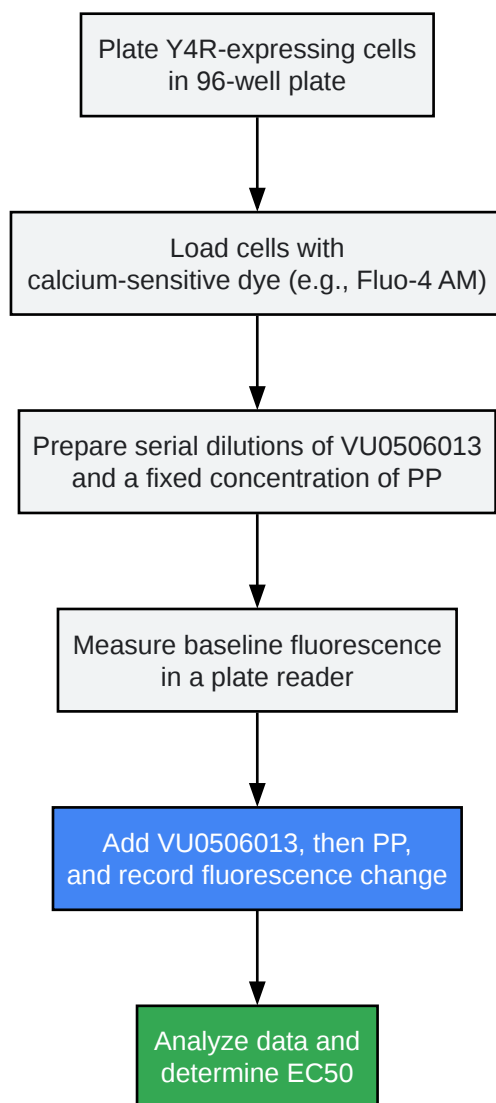 Plate Y4R-expressing cells
in 96-well plate
Load cells with
calcium-sensitive dye (e.g., Fluo-4 AM)
Prepare serial dilutions of VU0506013
and a fixed concentration of PP
Measure baseline fluorescence
in a plate reader
Add VU0506013, then PP,
and record fluorescence change
Analyze data and
determine EC50